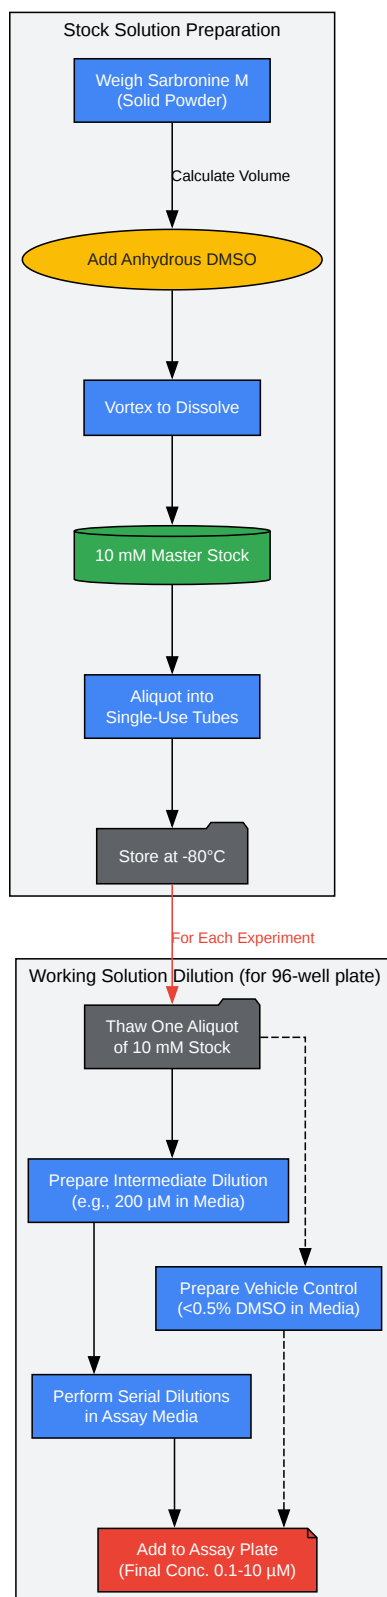 Stock Solution Preparation
Weigh Sarbronine M
(Solid Powder)
Calculate Volume
Add Anhydrous DMSO
Vortex to Dissolve
10 mM Master Stock
Aliquot into
Single-Use Tubes
Store at -80°C
For Each Experiment
Working Solution Dilution (for 96-well plate)
Thaw One Aliquot
of 10 mM Stock
Prepare Intermediate Dilution
(e.g., 200 µM in Media)
Prepare Vehicle Control
(<0.5% DMSO in Media)
Perform Serial Dilutions
in Assay Media
Add to Assay Plate
(Final Conc. 0.1-10 µM)